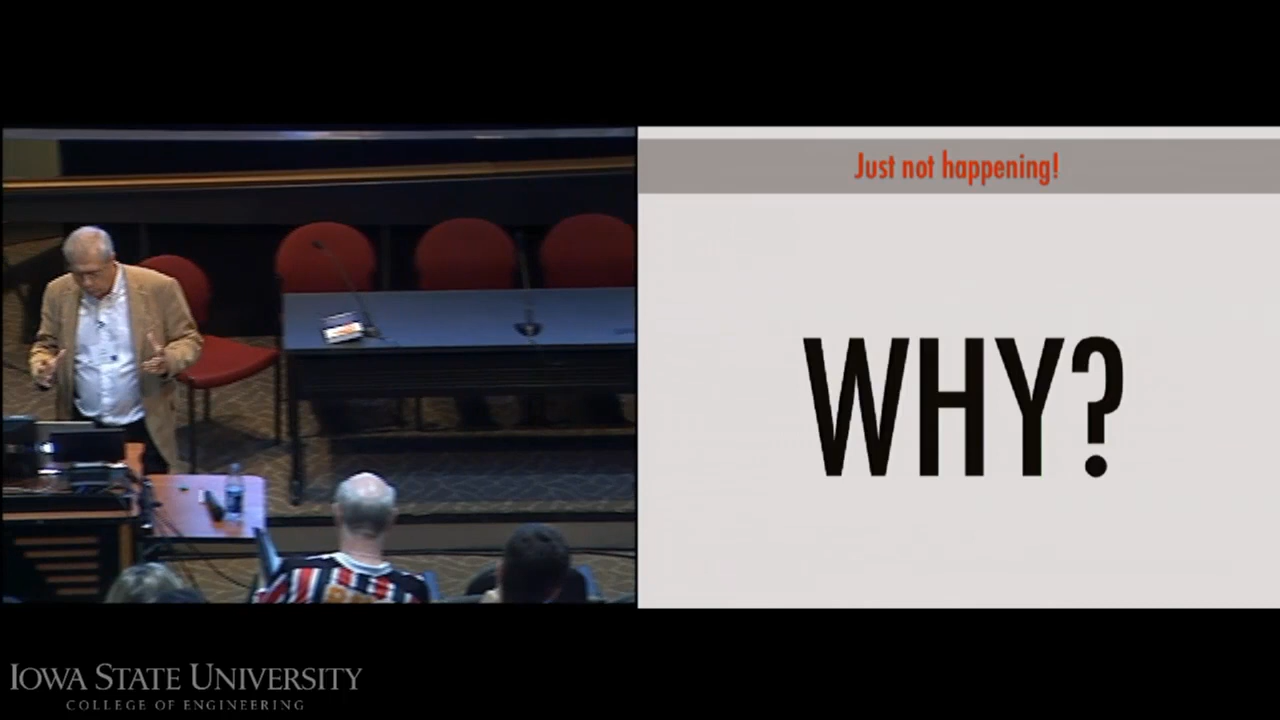 Just not happening!
WHY?
IOWA STATE UNIVERSITY
COLLEGE OF ENGINEERING